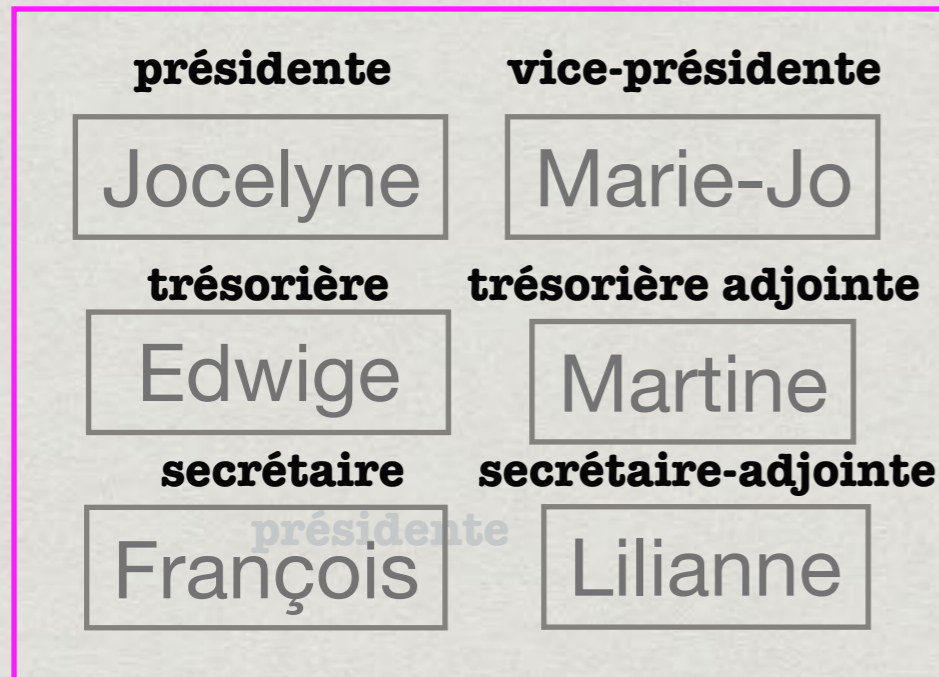 présidente vice-présidente
Jocelyne Marie-Jo
trésorière trésorière adjointe
Edwige Martine
secrétaire secrétaire-adjointe
présidente
François Lilianne